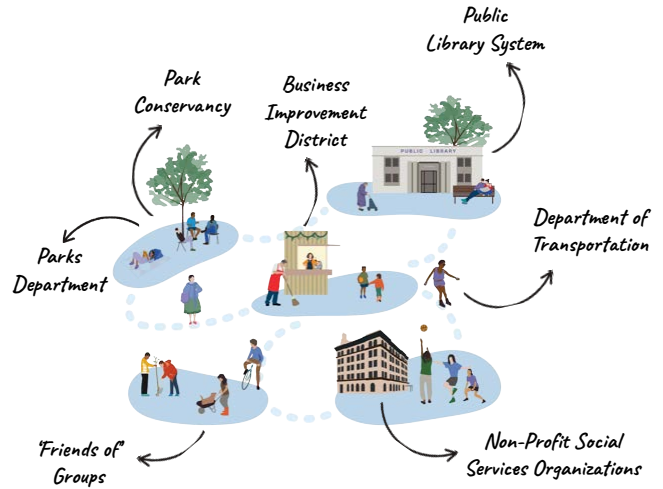 Public
Library System
Park
Conservancy
Business
Improvement
District
PUBLIC LIBRARY
Department of
Transportation
Parks
Department
'Friends of'
Groups
Non-Profit Social
Services Organizations